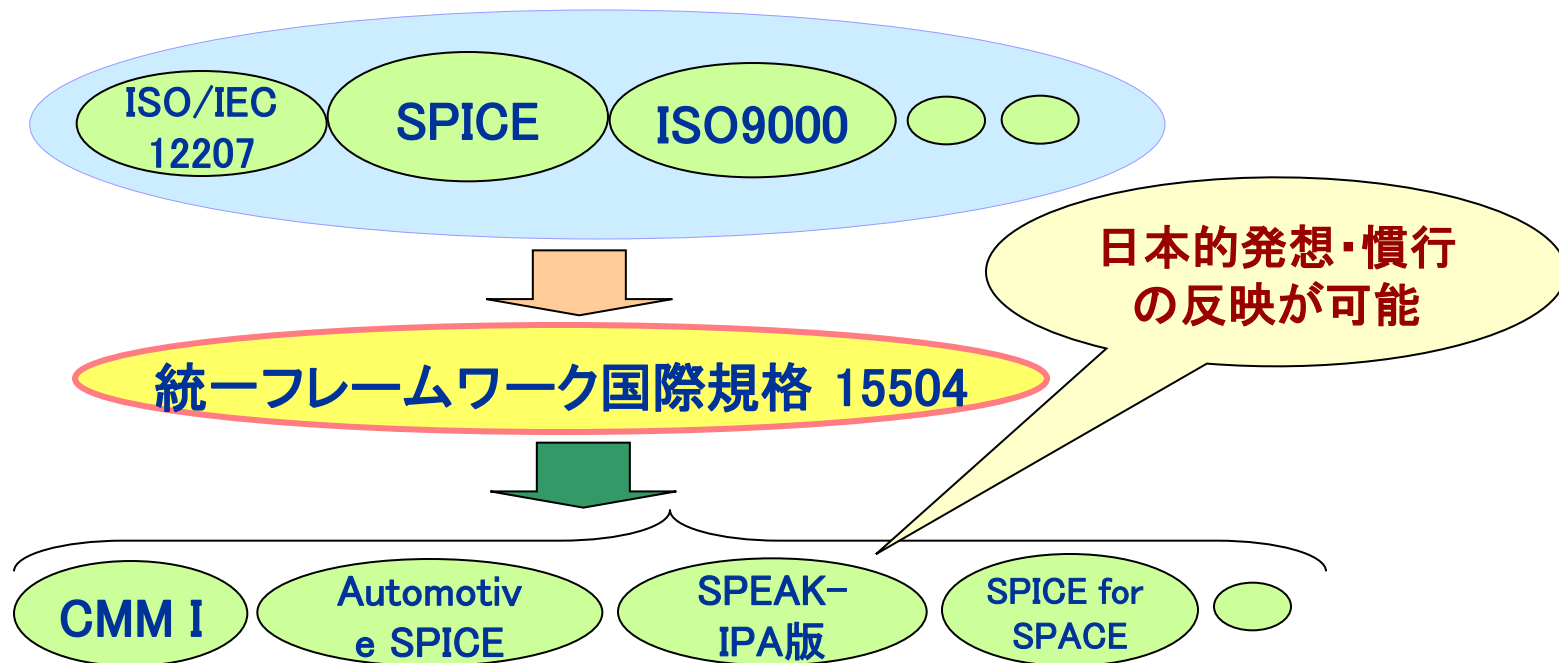 ISO/IEC
12207
SPICE
ISO9000
日本的発想・慣行
の反映が可能
統一フレームワーク国際規格 15504
CMM I
Automotiv
e SPICE
SPEAK-
IPA版
SPICE for
SPACE